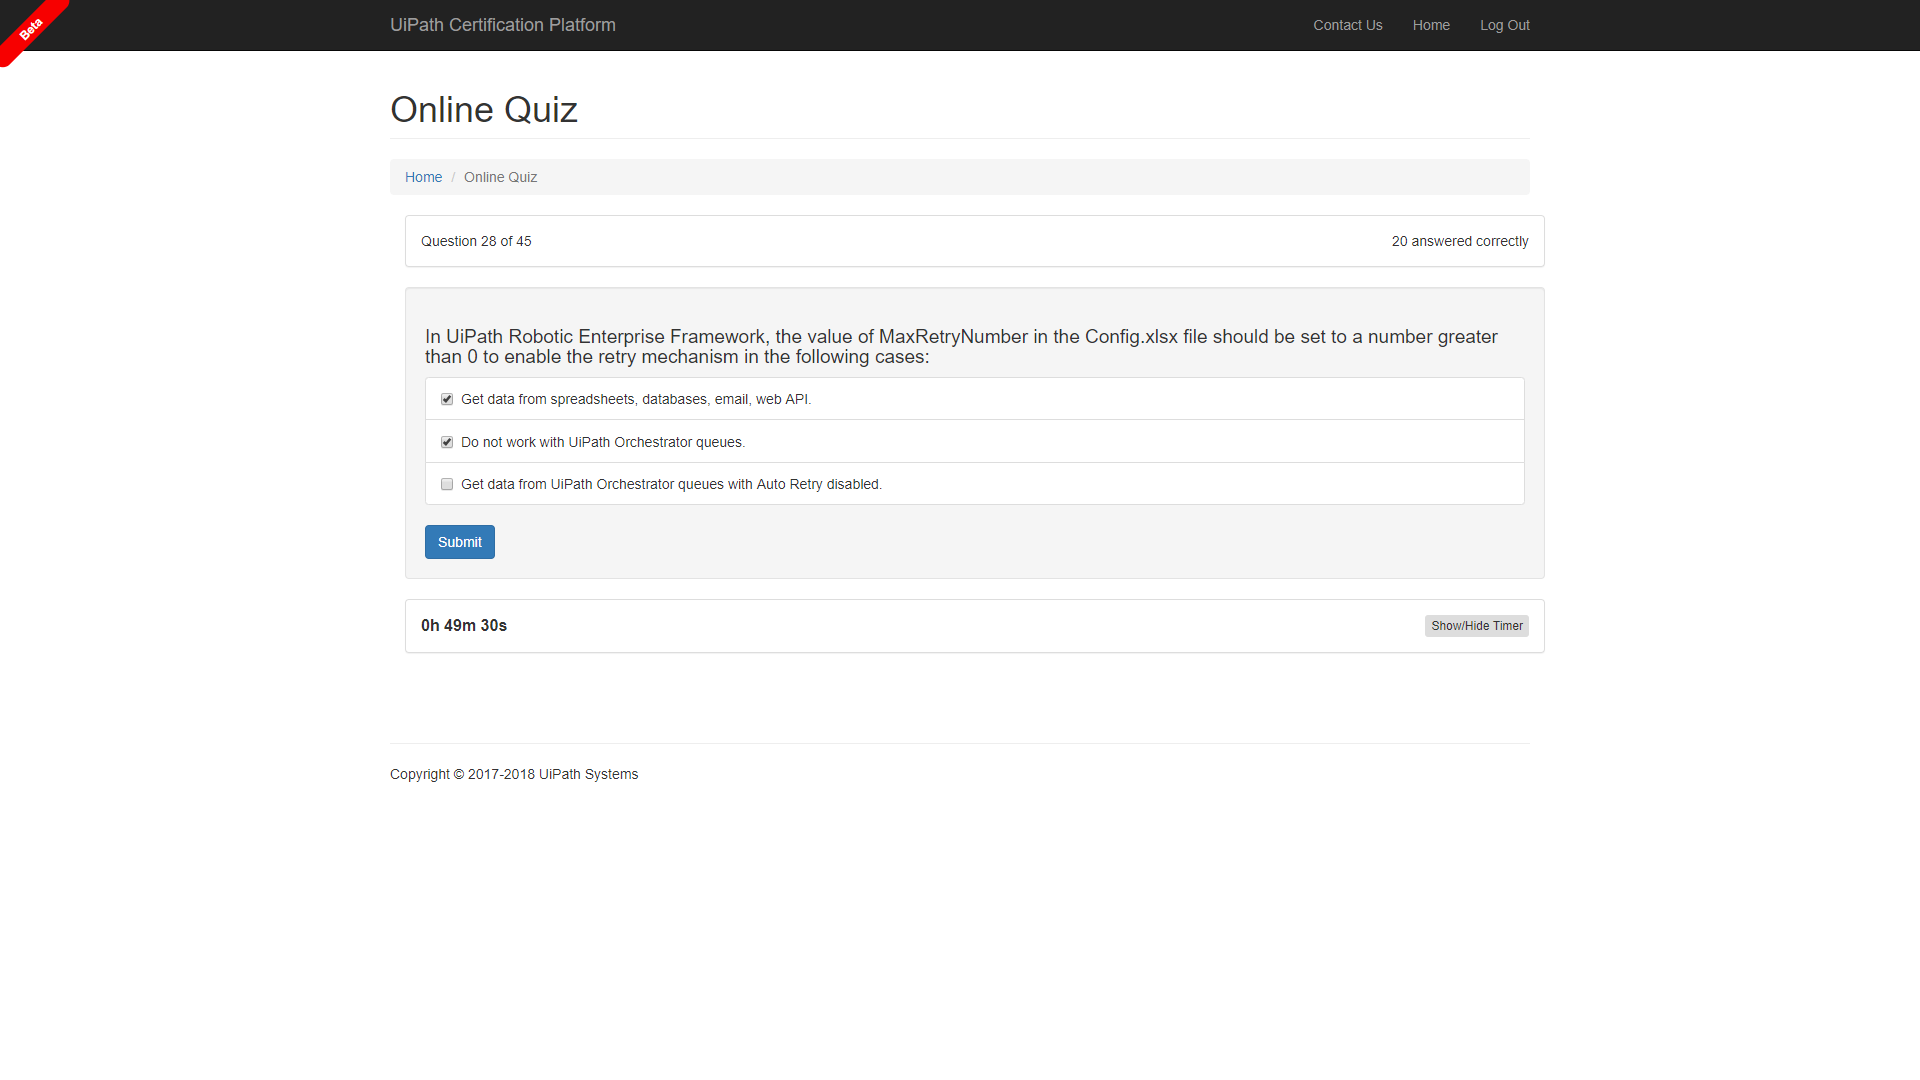 Beta
UiPath Certification Platform
Contact Us
Home
Log Out
Online Quiz
Home / Online Quiz
Question 28 of 45
20 answered correctly
In UiPath Robotic Enterprise Framework, the value of MaxRetryNumber in the Config.xlsx file should be set to a number greater
than 0 to enable the retry mechanism in the following cases:
Get data from spreadsheets, databases, email, web API.
Do not work with UiPath Orchestrator queues.
Get data from UiPath Orchestrator queues with Auto Retry disabled.
Submit
0h 49m 30s
Show/Hide Timer
Copyright © 2017-2018 UiPath Systems